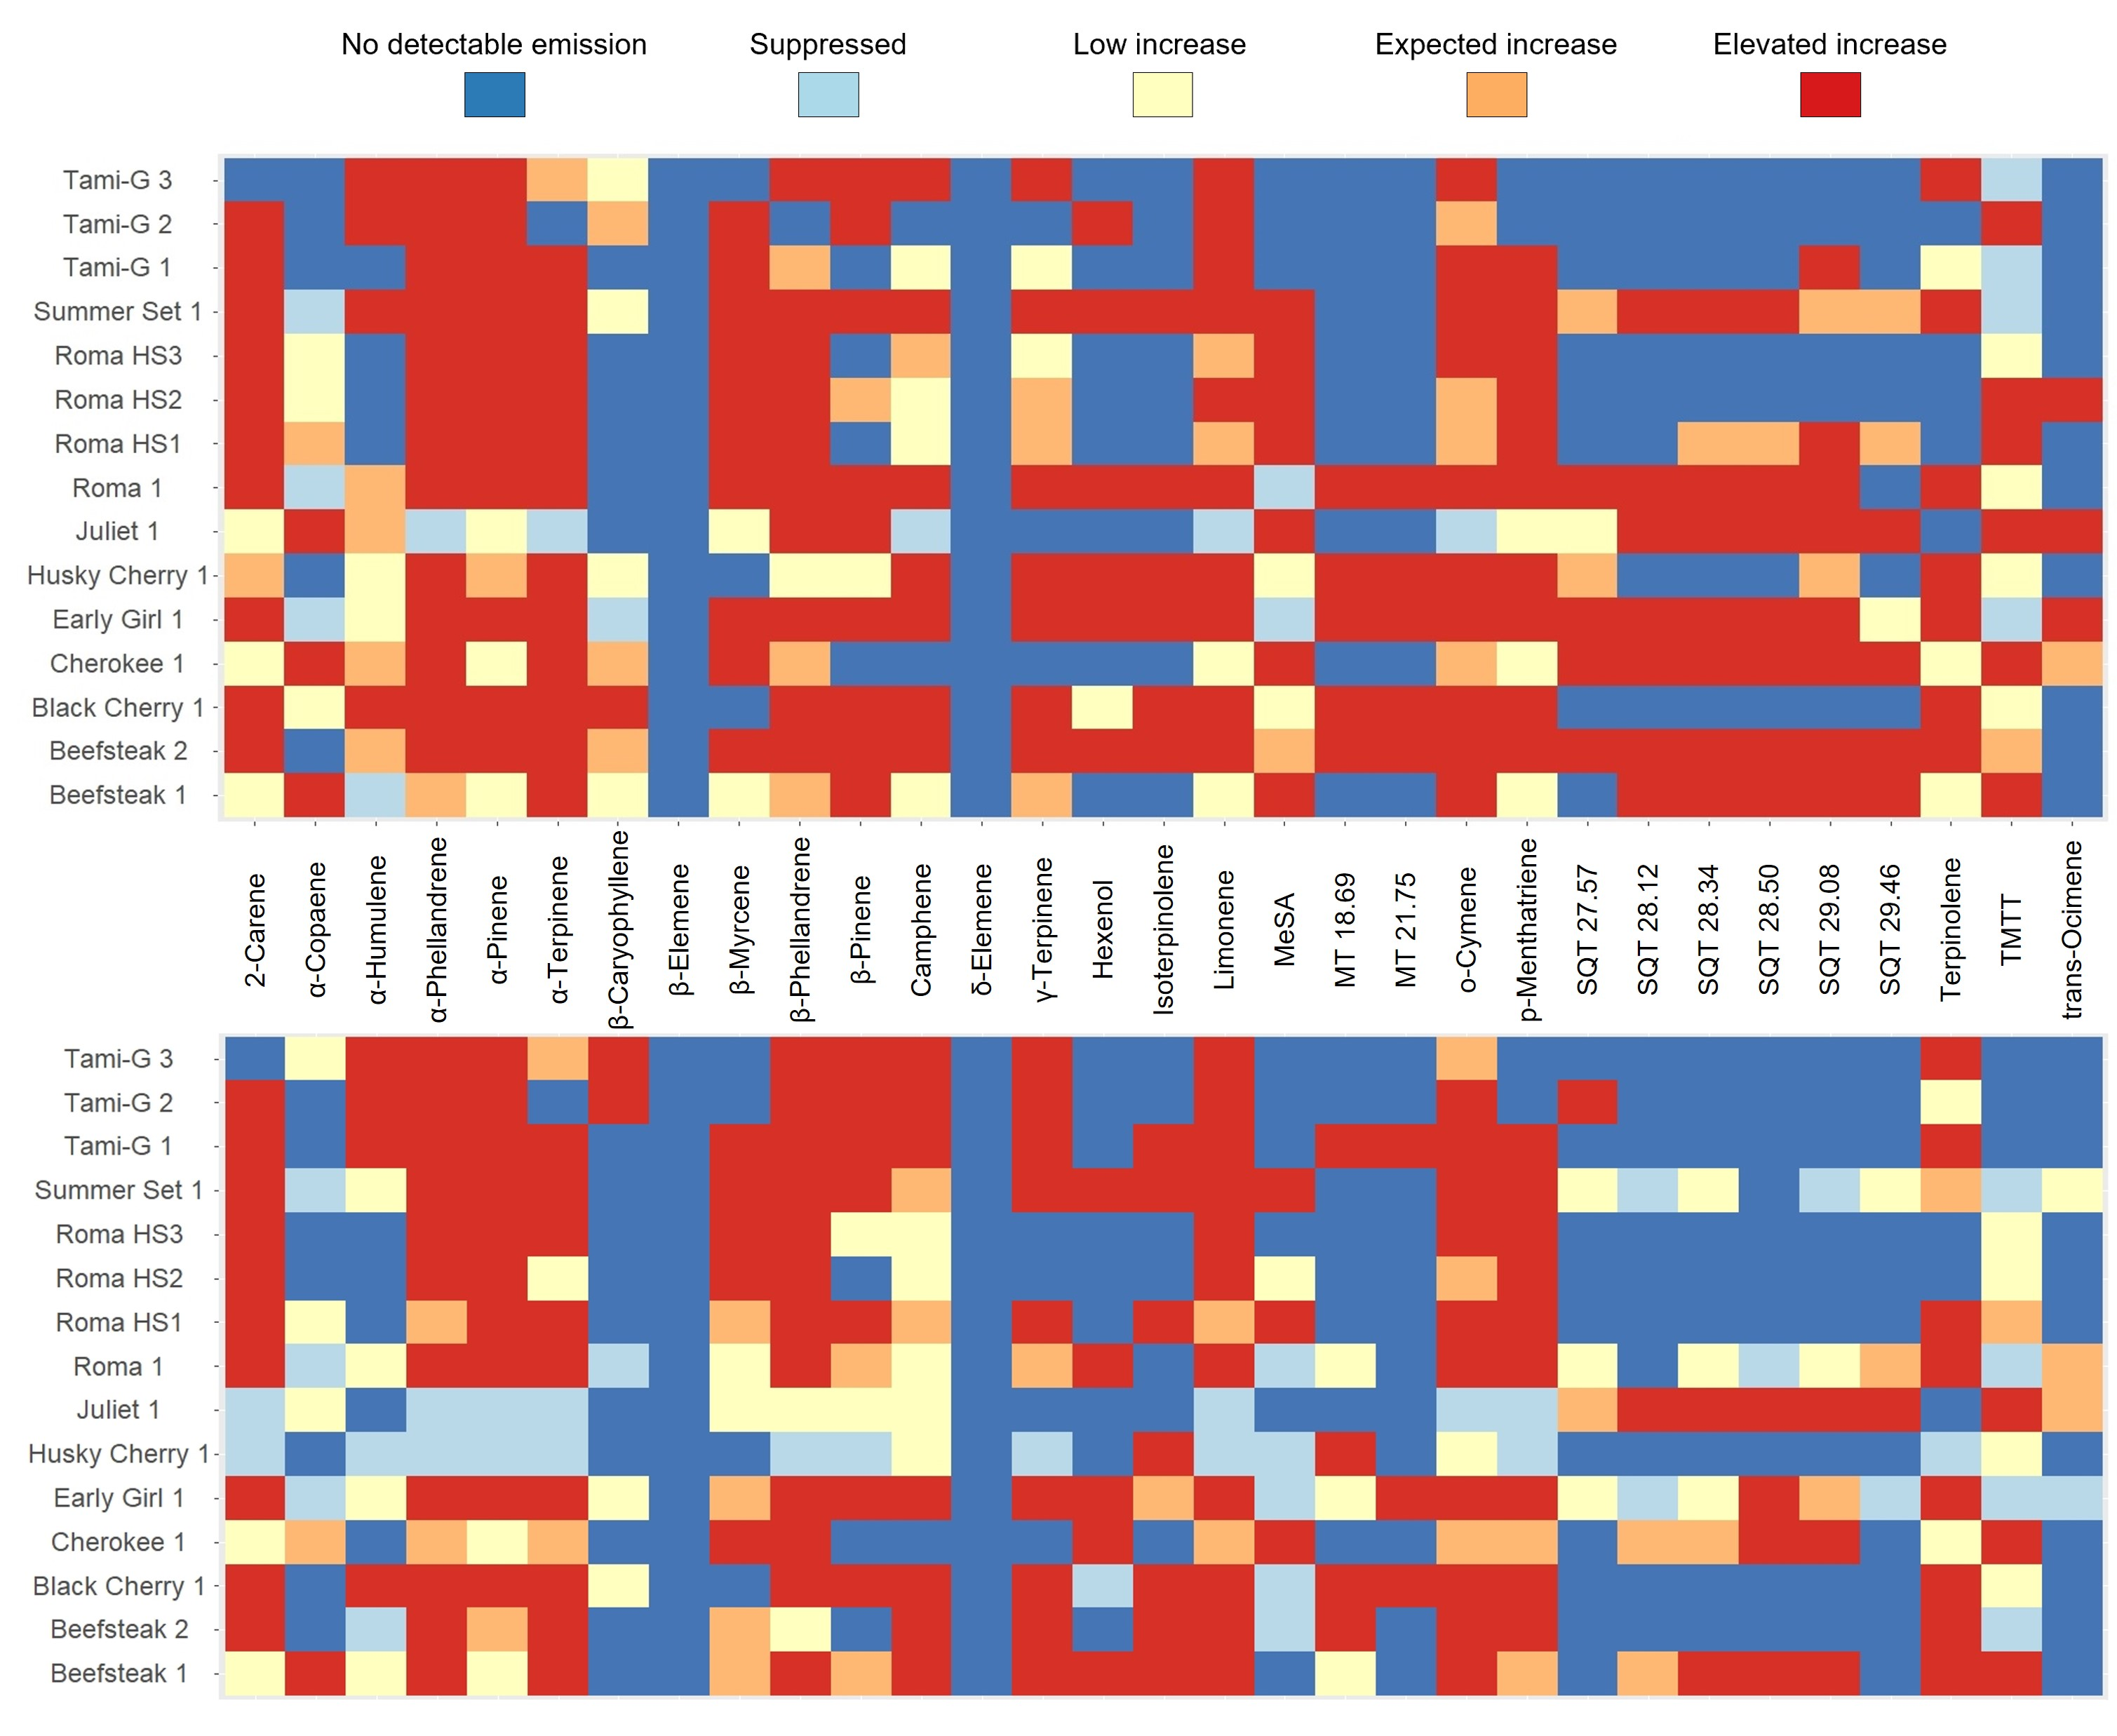 No detectable emission Suppressed Low increase Expected increase Elevated increase
Tami-G 3
Tami-G 2
Tami-G 1
Summer Set 1
Roma HS3
Roma HS2
Roma HS1
Roma 1
Juliet 1
Husky Cherry 1
Early Girl 1
Cherokee 1
Black Cherry 1
Beefsteak 2
Beefsteak 1
2-Carene
α-Copaene
α-Humulene
α-Phellandrene
α-Pinene
α-Terpinene
β-Caryophyllene
β-Elemene
β-Myrcene
β-Phellandrene
β-Pinene
Camphene
δ-Elemene
γ-Terpinene
Hexenol
Isoterpinolene
Limonene
MeSA
MT 18.69
MT 21.75
o-Cymene
p-Menthatriene
SQT 27.57
SQT 28.12
SQT 28.34
SQT 28.50
SQT 29.08
SQT 29.46
Terpinolene
TMTT
trans-Ocimene
Tami-G 3
Tami-G 2
Tami-G 1
Summer Set 1
Roma HS3
Roma HS2
Roma HS1
Roma 1
Juliet 1
Husky Cherry 1
Early Girl 1
Cherokee 1
Black Cherry 1
Beefsteak 2
Beefsteak 1